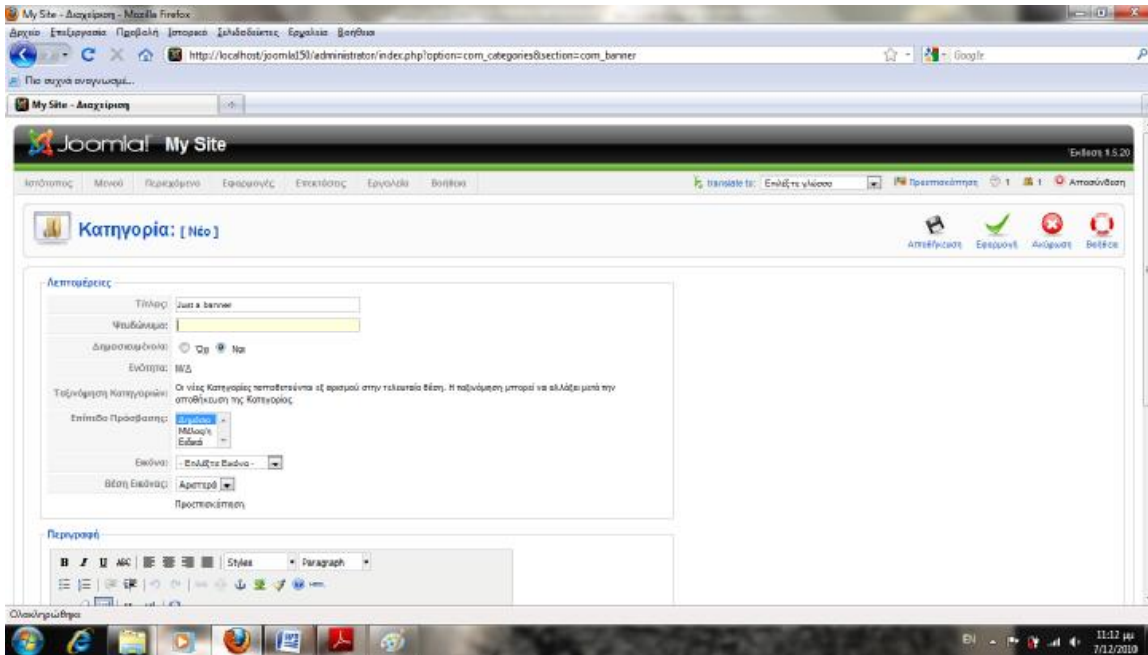 My Site - Διαχείριση - Mozilla Firefox
Αρχείο Επεξεργασία Προβολή Ιστορικό Σελιδοδείκτες Εργαλεία Βοήθεια
http://localhost/joomla150/administrator/index.php?option=com_categories&section=com_banner
Google
Πιο συχνά αναγνωσμέ...
My Site - Διαχείριση
Joomla! My Site
Έκδοση 1.5.20
Ιστότοπος Μενού Περιεχόμενο Εφαρμογές Επεκτάσεις Εργαλεία Βοήθεια
translate to: Επιλέξτε γλώσσα Προεπισκόπηση 1 1 Αποσύνδεση
Κατηγορία: [ Νέο ]
Αποθήκευση Εφαρμογή Ακύρωση Βοήθεια
Λεπτομέρειες
Τίτλος: Just a banner
Ψευδώνυμο:
Δημοσιευμένο/α: Όχι Ναι
Ενότητα: Μ/Δ
Ταξινόμηση Κατηγοριών: Οι νέες Κατηγορίες τοποθετούνται εξ ορισμού στην τελευταία θέση. Η ταξινόμηση μπορεί να αλλάξει μετά την
αποθήκευση της Κατηγορίας.
Επίπεδο Πρόσβασης: Δημόσιο
Μέλος/η
Ειδικό
Εικόνα: - Επιλέξτε Εικόνα -
Θέση Εικόνας: Αριστερά
Προεπισκόπηση
Περιγραφή
B I U ABC Styles Paragraph
HTML
Ολοκληρώθηκε
EN 11:12 μμ
7/12/2010